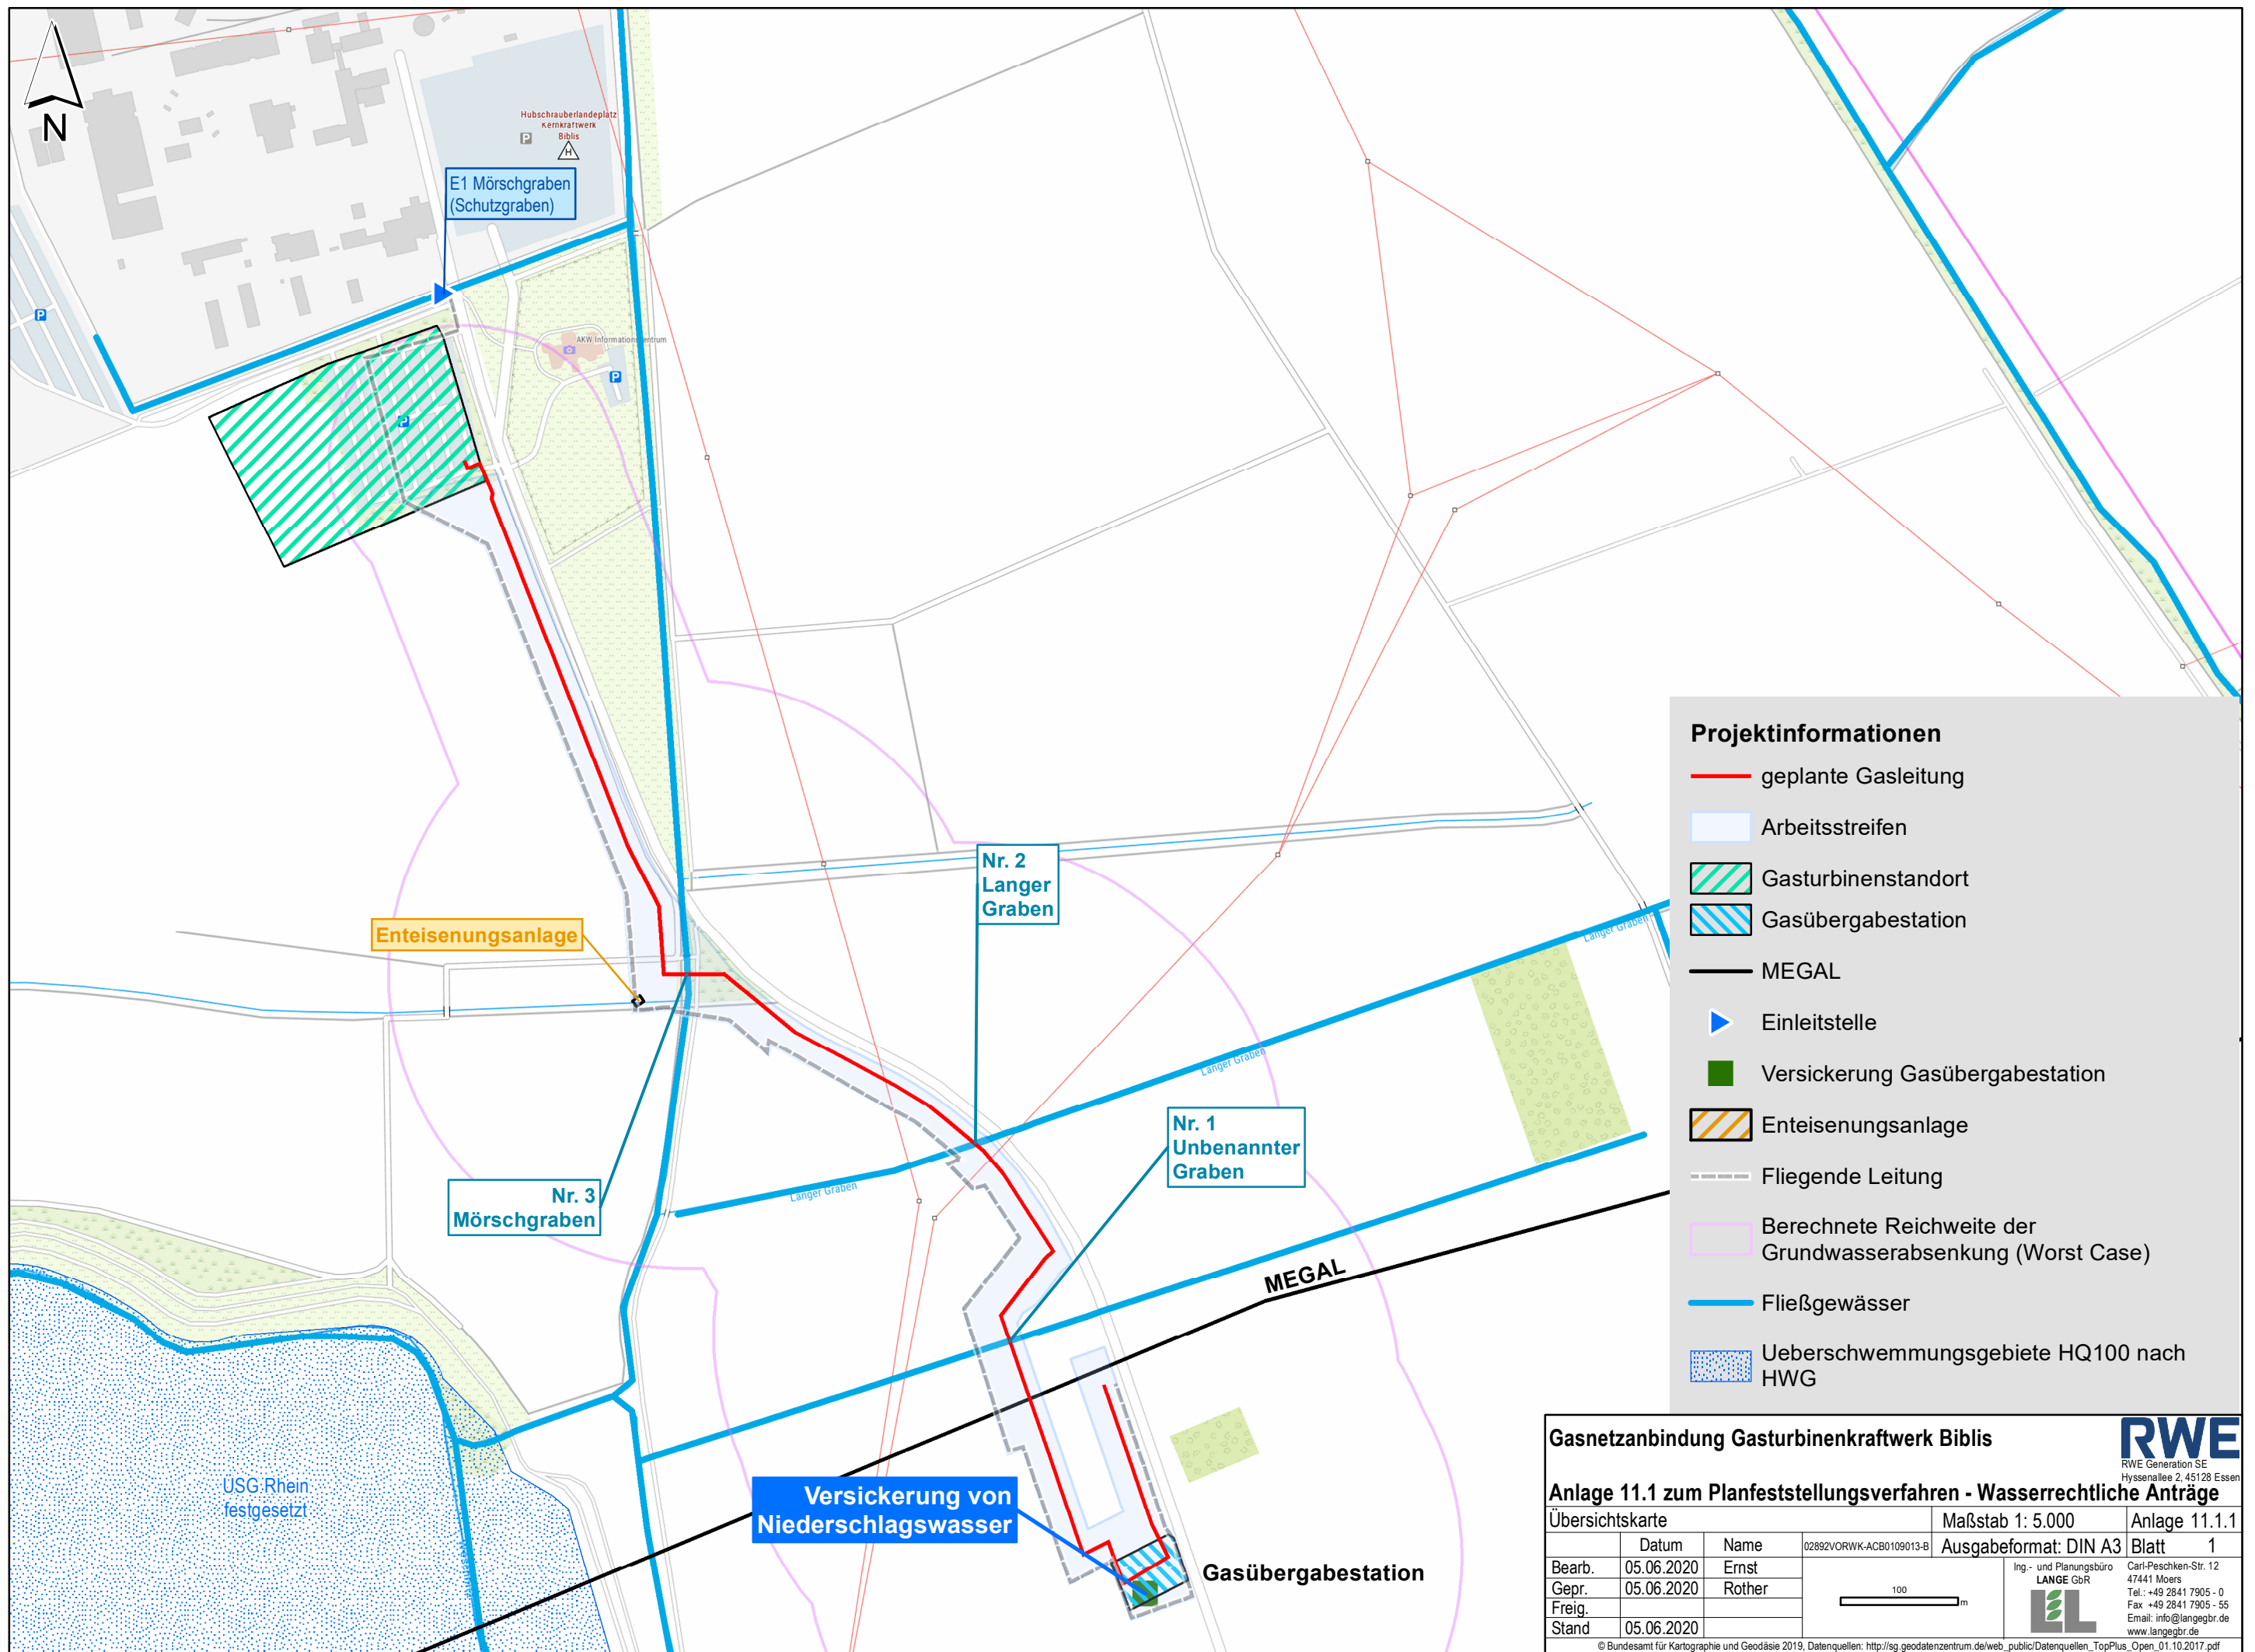 N
Hubschrauberlandeplatz
Kernkraftwerk
Biblis
P
H
E1 Mörschgraben
(Schutzgraben)
P
AKW Informationszentrum
P
P
Nr. 2
Langer
Graben
Enteisenungsanlage
Langer Graben
Langer Graben
Nr. 1
Unbenannter
Graben
Langer Graben
Nr. 3
Mörschgraben
MEGAL
USG Rhein
festgesetzt
Versickerung von
Niederschlagswasser
Gasübergabestation
Projektinformationen
geplante Gasleitung
Arbeitsstreifen
Gasturbinenstandort
Gasübergabestation
MEGAL
Einleitstelle
Versickerung Gasübergabestation
Enteisenungsanlage
Fliegende Leitung
Berechnete Reichweite der
Grundwasserabsenkung (Worst Case)
Fließgewässer
Ueberschwemmungsgebiete HQ100 nach
HWG
Gasnetzanbindung Gasturbinenkraftwerk Biblis
RWE
RWE Generation SE
Hyssenallee 2, 45128 Essen
Anlage 11.1 zum Planfeststellungsverfahren - Wasserrechtliche Anträge
Übersichtskarte Maßstab 1: 5.000 Anlage 11.1.1
Datum Name 02892VORWK-ACB0109013-B Ausgabeformat: DIN A3 Blatt 1
Bearb. 05.06.2020 Ernst
Gepr. 05.06.2020 Rother
Freig.
Stand 05.06.2020
100
m
Ing.- und Planungsbüro
LANGE GbR
Carl-Peschken-Str. 12
47441 Moers
Tel.: +49 2841 7905 - 0
Fax +49 2841 7905 - 55
Email: info@langegbr.de
www.langegbr.de
© Bundesamt für Kartographie und Geodäsie 2019, Datenquellen: http://sg.geodatenzentrum.de/web_public/Datenquellen_TopPlus_Open_01.10.2017.pdf